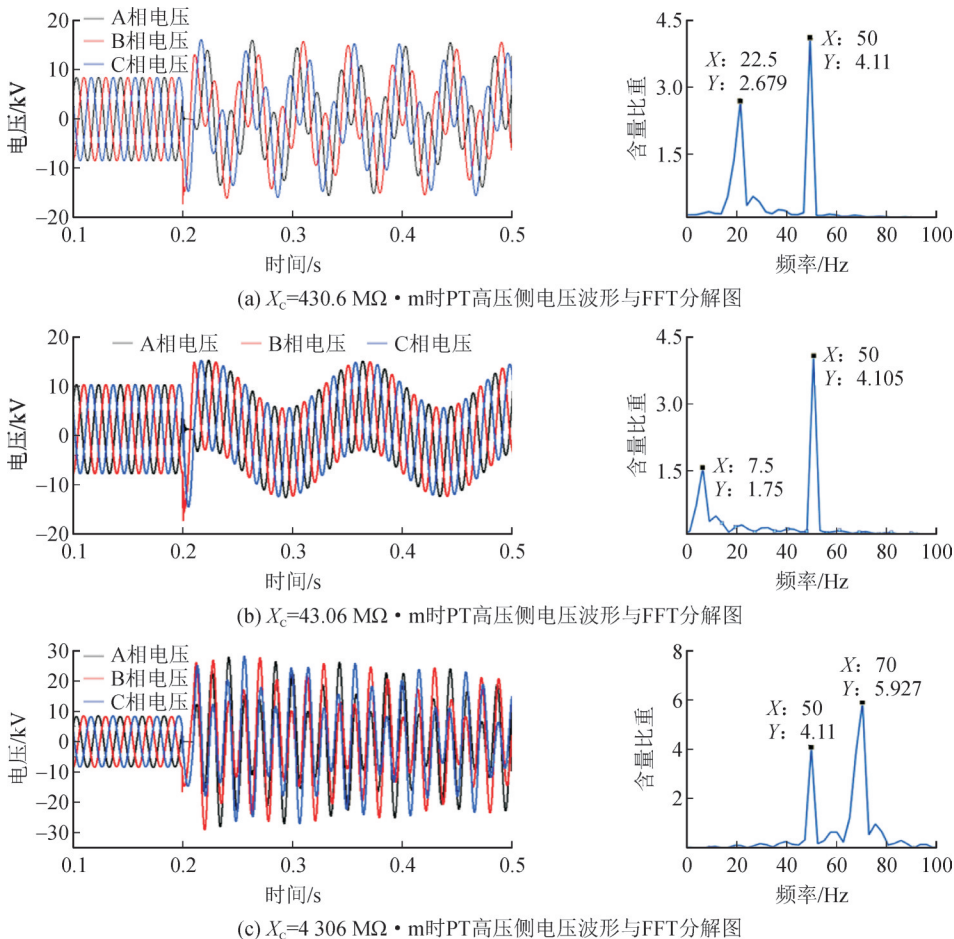 A相电压
B相电压
C相电压
电压/kV
20
10
0
−10
−20
0.1
0.2
0.3
0.4
0.5
时间/s
含量比重
4.5
3.0
1.5
X：22.5
Y：2.679
X：50
Y：4.11
0
20
40
60
80
100
频率/Hz
(a) XC=430.6 MΩ·m时PT高压侧电压波形与FFT分解图
A相电压 B相电压 C相电压
电压/kV
20
10
0
−10
−20
0.1
0.2
0.3
0.4
0.5
时间/s
含量比重
4.5
3.0
1.5
X：7.5
Y：1.75
X：50
Y：4.105
0
20
40
60
80
100
频率/Hz
(b) XC=43.06 MΩ·m时PT高压侧电压波形与FFT分解图
A相电压
B相电压
C相电压
电压/kV
30
20
10
0
−10
−20
−30
0.1
0.2
0.3
0.4
0.5
时间/s
含量比重
8
6
4
2
X：50
Y：4.11
X：70
Y：5.927
0
20
40
60
80
100
频率/Hz
(c) XC=4 306 MΩ·m时PT高压侧电压波形与FFT分解图